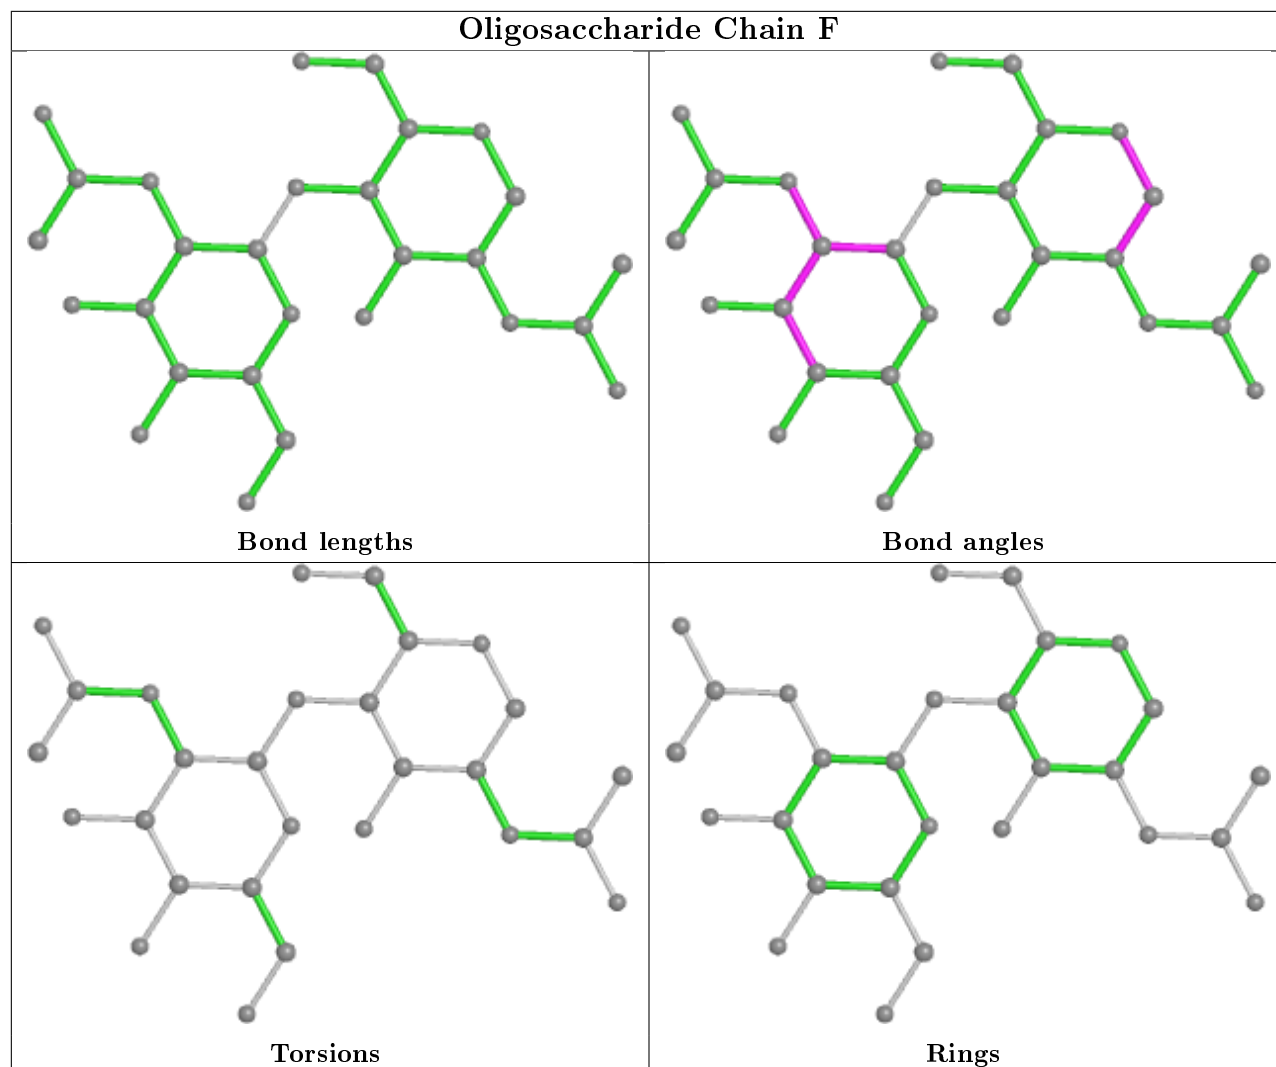 Oligosaccharide Chain F
Bond lengths
Bond angles
Torsions
Rings